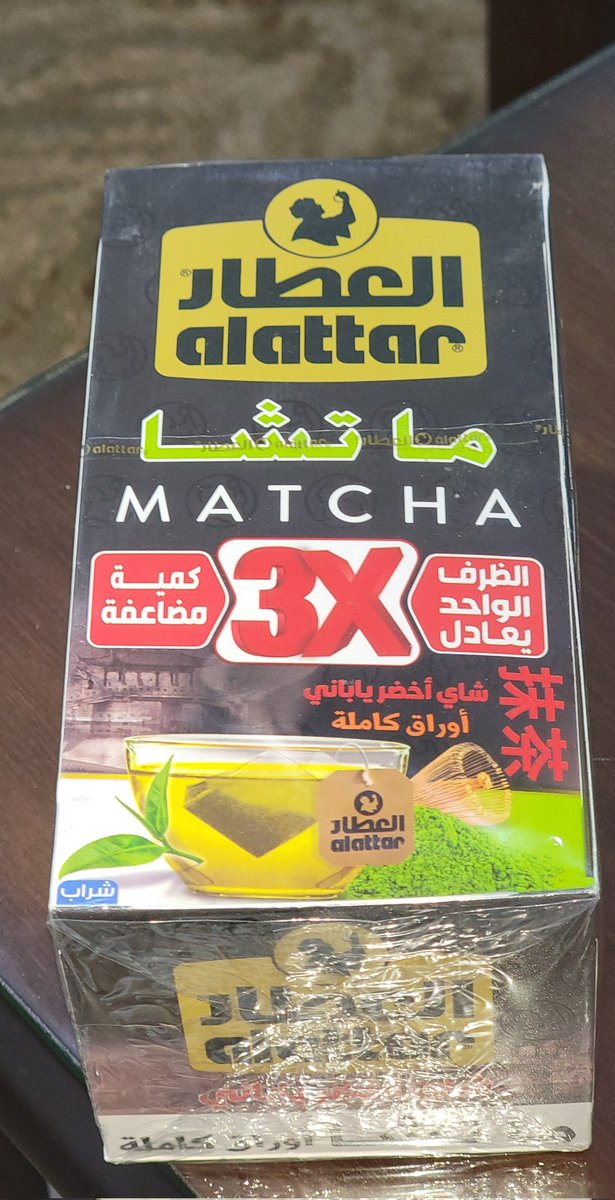 العطار
alattar
ماتشا
MATCHA
الظرف
الواحد
يعادل
3X
كمية
مضاعفة
شاي أخضر ياباني
أوراق كاملة
抹茶
العطار
alattar
شراب
العطار
alattar
أوراق كاملة